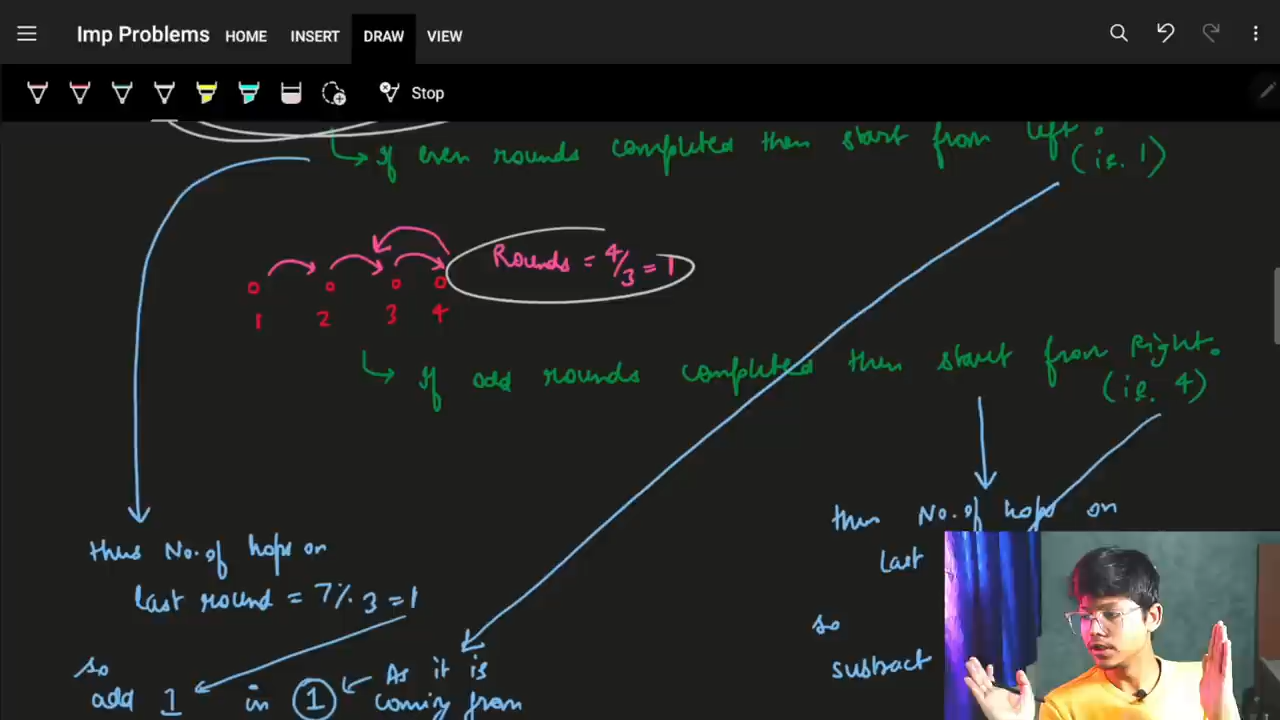 Imp Problems HOME INSERT DRAW VIEW
Stop
If even rounds completed then start from left.
(ie. 1)
Rounds = 4/3 = 1
1 2 3 4
If odd rounds completed then start from Right.
(ie. 4)
then No. of hops on
last
so
subtract
thus No. of hops on
last round = 7 % 3 = 1
so
add 1 in 1 As it is
coming from